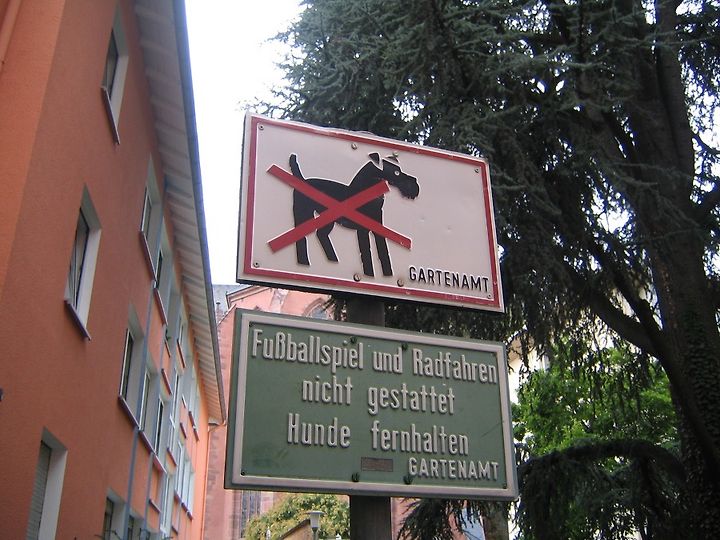 GARTENAMT
Fußballspiel und Radfahren
nicht gestattet
Hunde fernhalten
GARTENAMT